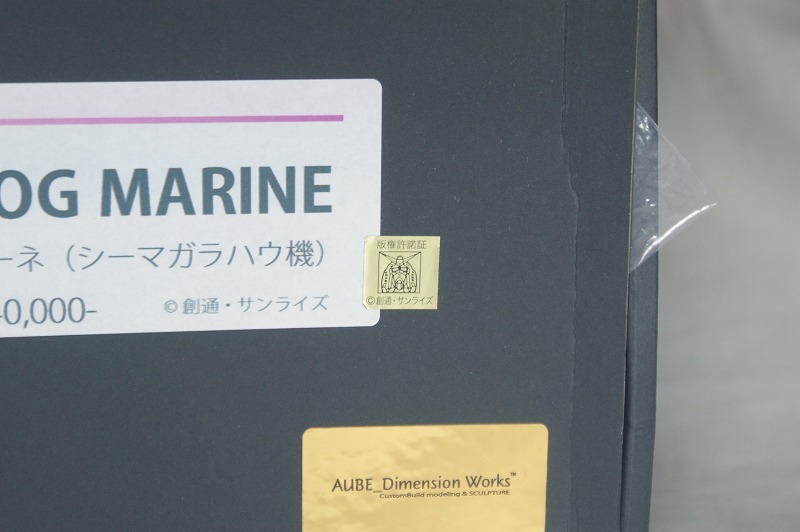 OG MARINE
ーネ（シーマガラハウ機）
0,000-
©創通・サンライズ
版権許諾証
©創通・サンライズ
AUBE_Dimension Works™
CustomBuild modeling & SCULPTURE